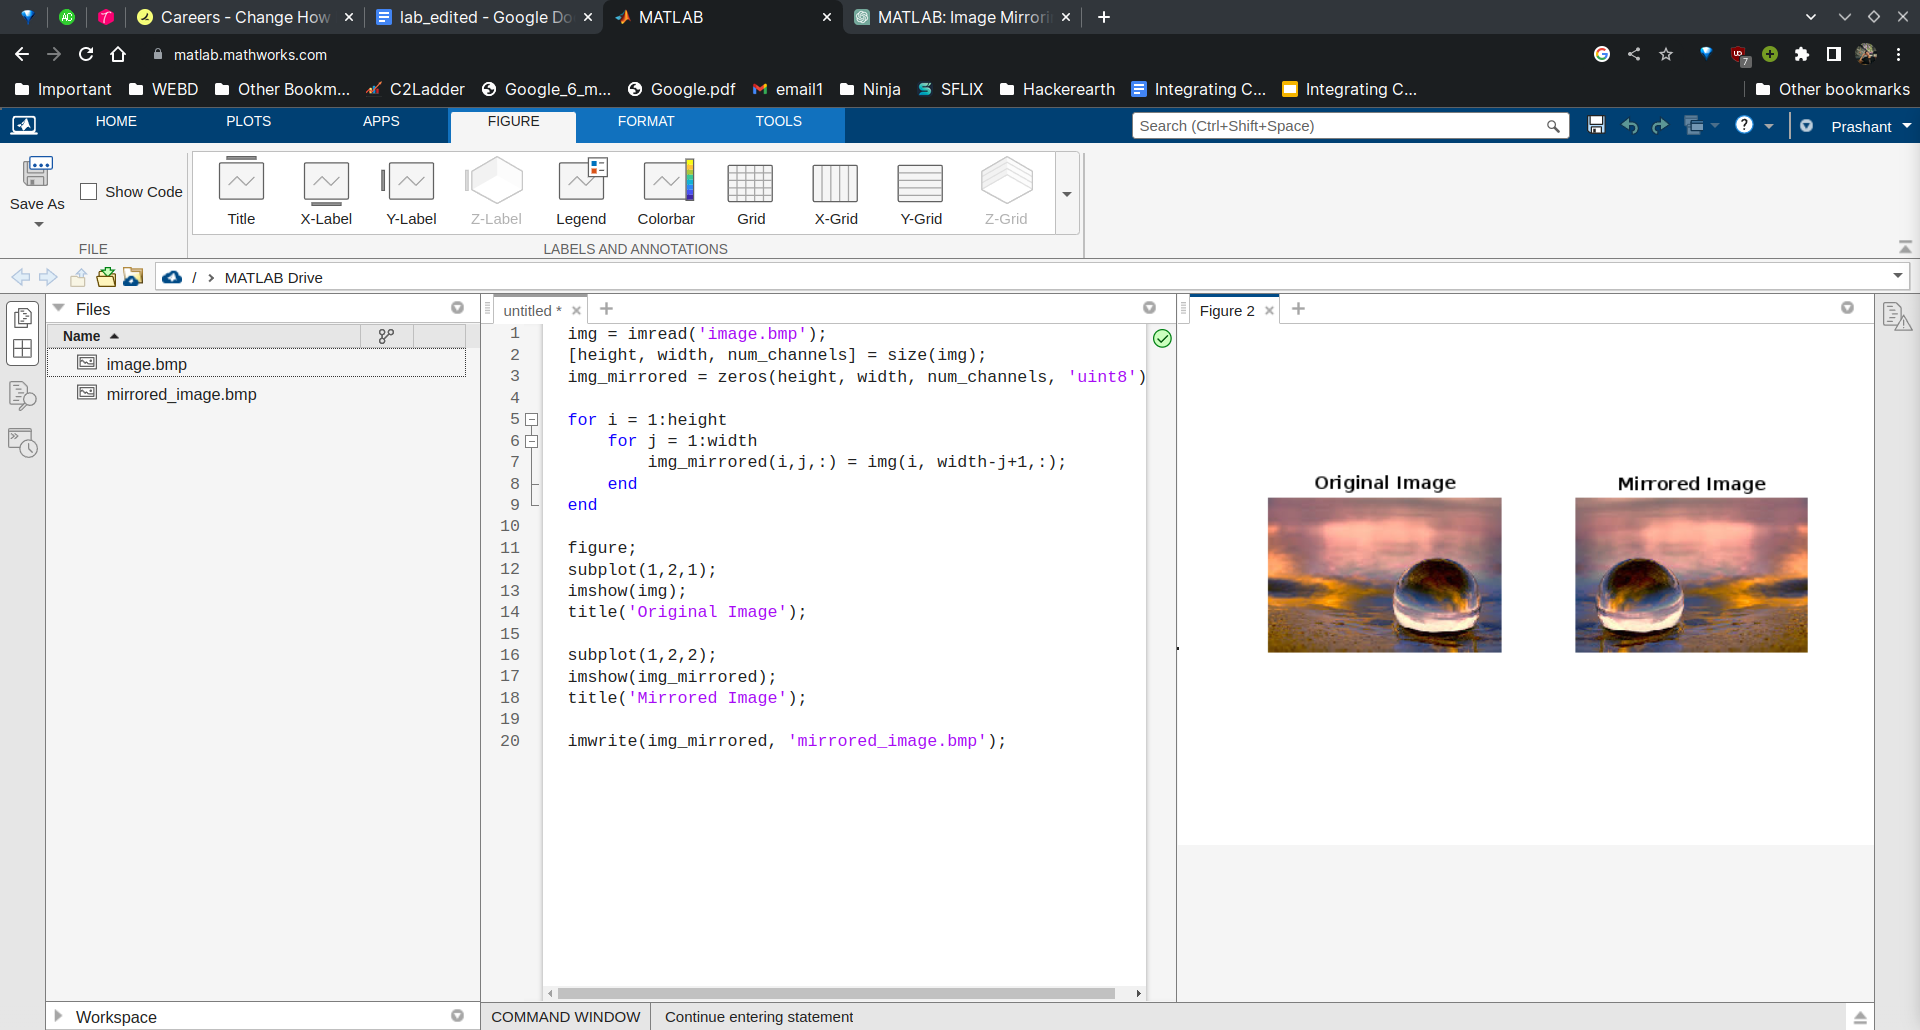 AC
Careers - Change How
lab_edited - Google Do
MATLAB
MATLAB: Image Mirrori
matlab.mathworks.com
7
Important
WEBD
Other Bookm...
C2Ladder
Google_6_m...
Google.pdf
email1
Ninja
SFLIX
Hackerearth
Integrating C...
Integrating C...
Other bookmarks
HOME
PLOTS
APPS
FIGURE
FORMAT
TOOLS
Search (Ctrl+Shift+Space)
Prashant
Save As
Show Code
FILE
Title
X-Label
Y-Label
Z-Label
Legend
Colorbar
Grid
X-Grid
Y-Grid
Z-Grid
LABELS AND ANNOTATIONS
/ › MATLAB Drive
Files
Name
image.bmp
mirrored_image.bmp
Workspace
untitled *
1 img = imread('image.bmp');
2 [height, width, num_channels] = size(img);
3 img_mirrored = zeros(height, width, num_channels, 'uint8')
4
5 for i = 1:height
6 for j = 1:width
7 img_mirrored(i,j,:) = img(i, width-j+1,:);
8 end
9 end
10
11 figure;
12 subplot(1,2,1);
13 imshow(img);
14 title('Original Image');
15
16 subplot(1,2,2);
17 imshow(img_mirrored);
18 title('Mirrored Image');
19
20 imwrite(img_mirrored, 'mirrored_image.bmp');
Figure 2
Original Image
Mirrored Image
COMMAND WINDOW
Continue entering statement